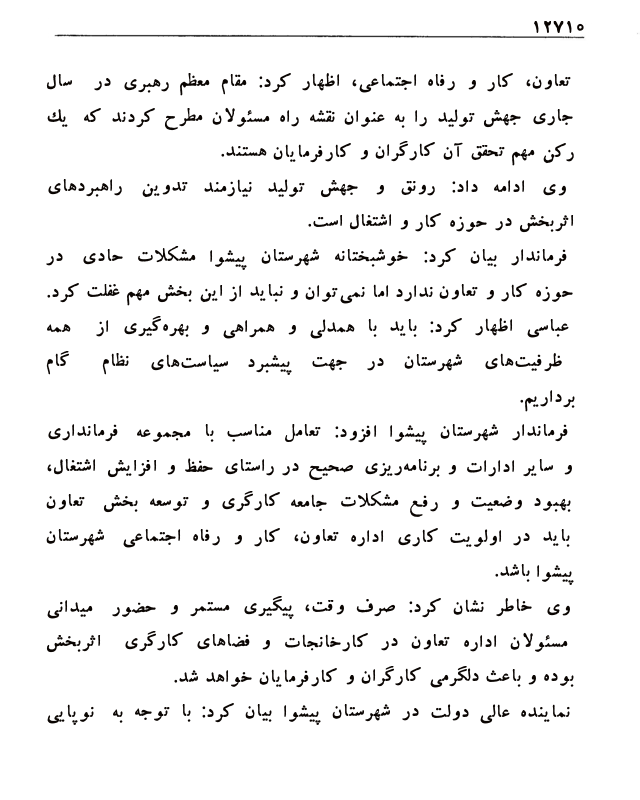 ۱۲۷۱۰
تعاون، کار و رفاه اجتماعی، اظهار کرد: مقام معظم رهبری در سال
جاری جهش تولید را به عنوان نقشه راه مسئولان مطرح کردند که یك
رکن مهم تحقق آن کارگران و کارفرمایان هستند.
وی ادامه داد: رونق و جهش تولید نیازمند تدوین راهبردهای
اثربخش در حوزه کار و اشتغال است.
فرماندار بیان کرد: خوشبختانه شهرستان پیشوا مشکلات حادی در
حوزه کار و تعاون ندارد اما نمی‌توان و نباید از این بخش مهم غفلت کرد.
عباسی اظهار کرد: باید با همدلی و همراهی و بهره‌گیری از همه
ظرفیت‌های شهرستان در جهت پیشبرد سیاست‌های نظام گام
برداریم.
فرماندار شهرستان پیشوا افزود: تعامل مناسب با مجموعه فرمانداری
و سایر ادارات و برنامه‌ریزی صحیح در راستای حفظ و افزایش اشتغال،
بهبود وضعیت و رفع مشکلات جامعه کارگری و توسعه بخش تعاون
باید در اولویت کاری اداره تعاون، کار و رفاه اجتماعی شهرستان
پیشوا باشد.
وی خاطر نشان کرد: صرف وقت، پیگیری مستمر و حضور میدانی
مسئولان اداره تعاون در کارخانجات و فضاهای کارگری اثربخش
بوده و باعث دلگرمی کارگران و کارفرمایان خواهد شد.
نماینده عالی دولت در شهرستان پیشوا بیان کرد: با توجه به نوپایی